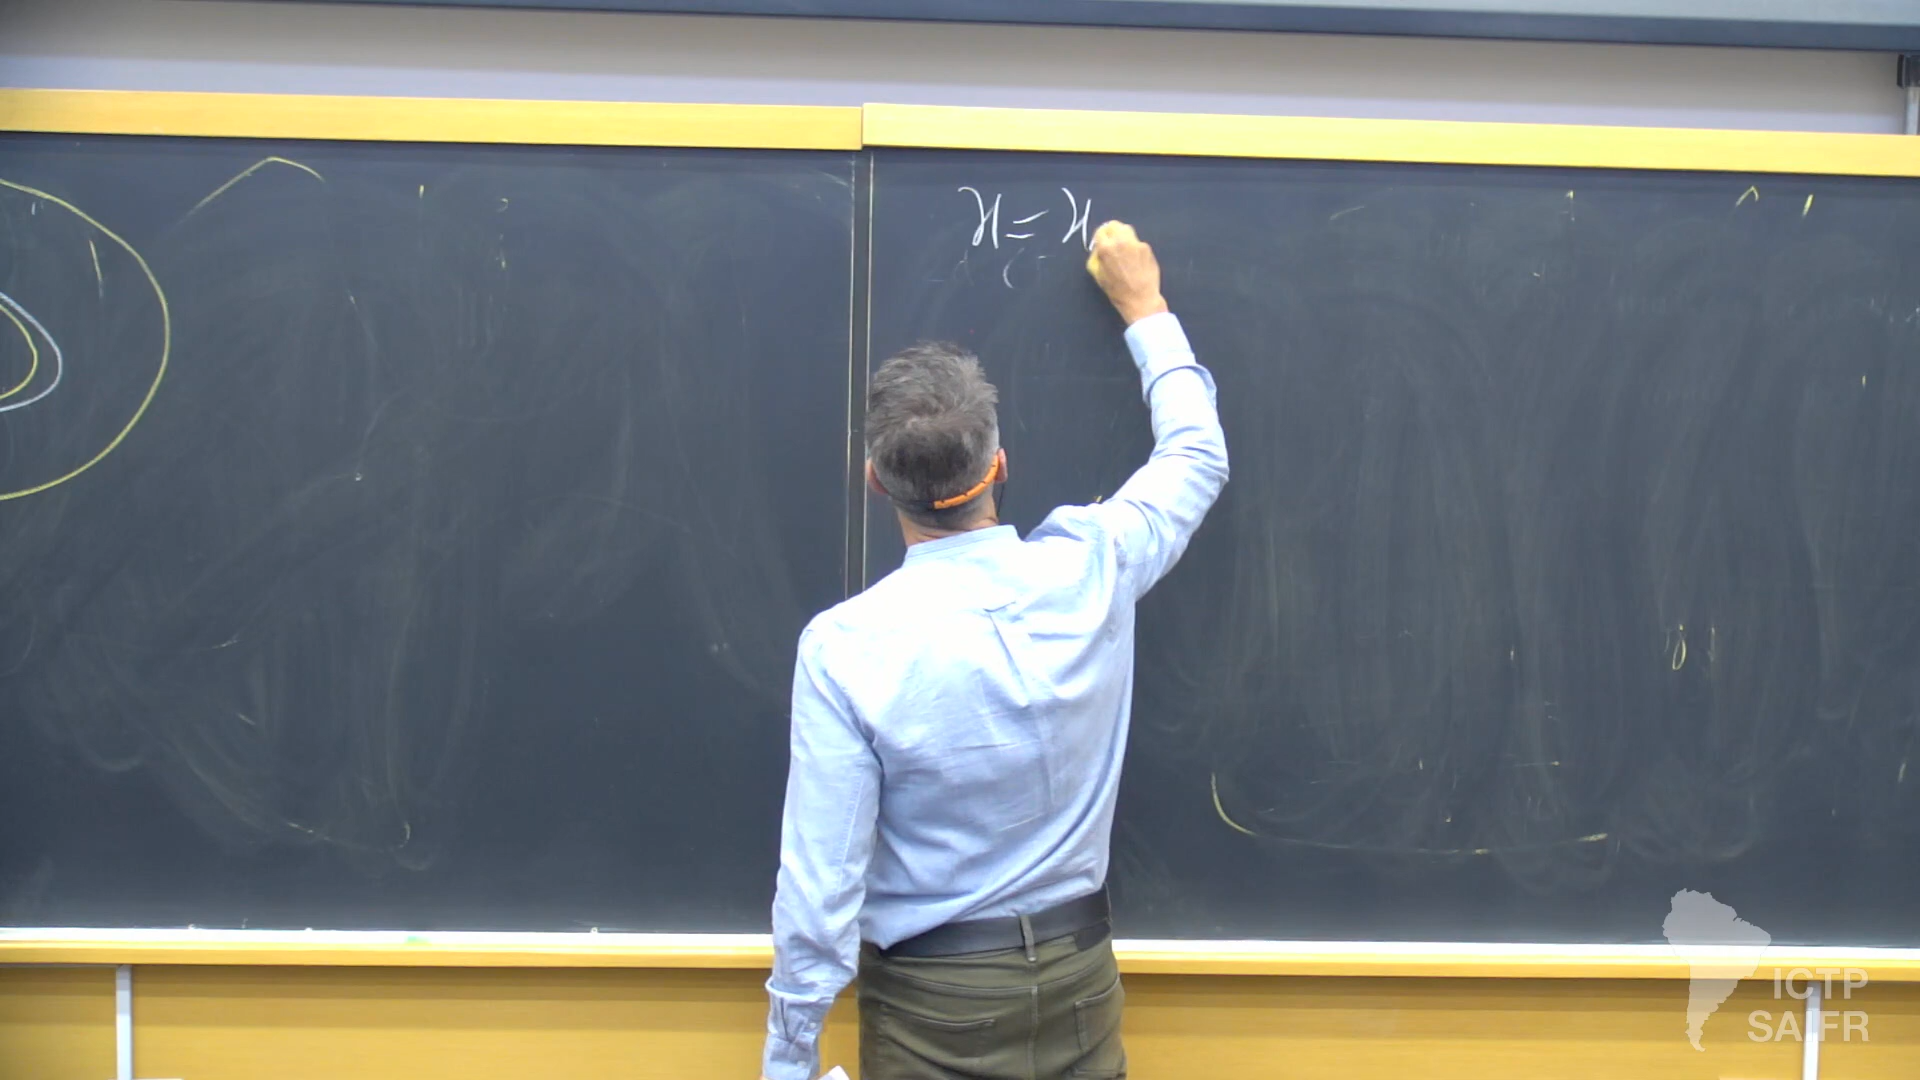 ℋ = ℋ
ICTP
SAIFR